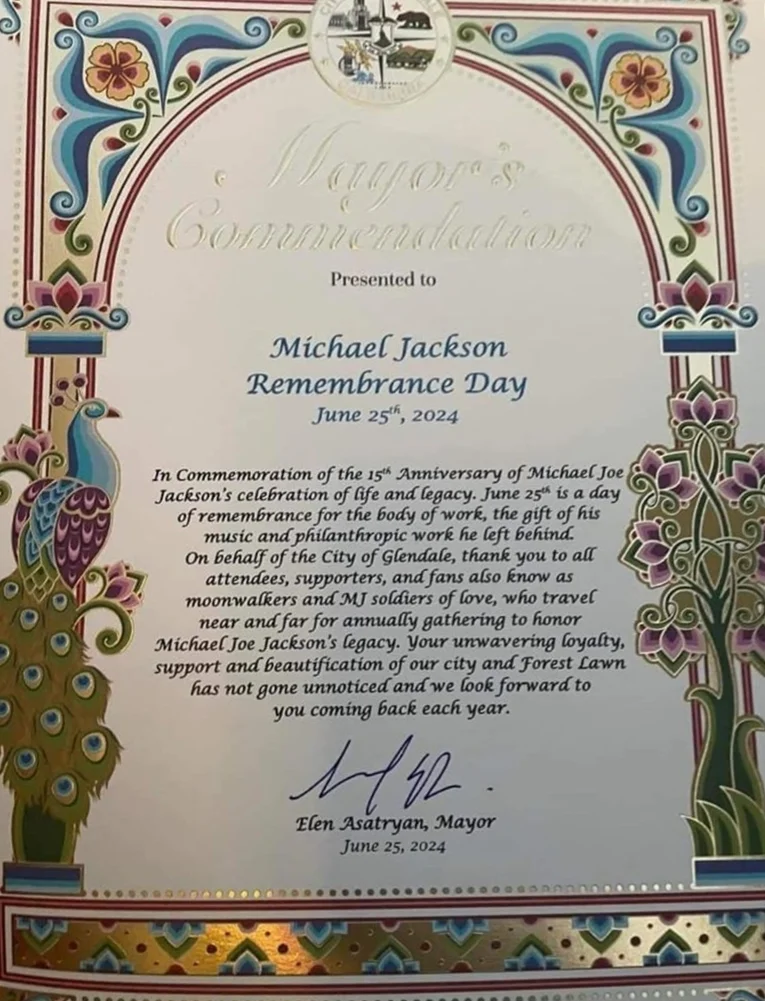 Mayor's
Commendation
Presented to
Michael Jackson
Remembrance Day
June 25th, 2024
In Commemoration of the 15th Anniversary of Michael Joe
Jackson's celebration of life and legacy. June 25th is a day
of remembrance for the body of work, the gift of his
music and philanthropic work he left behind.
On behalf of the City of Glendale, thank you to all
attendees, supporters, and fans also know as
moonwalkers and MJ soldiers of love, who travel
near and far for annually gathering to honor
Michael Joe Jackson's legacy. Your unwavering loyalty,
support and beautification of our city and Forest Lawn
has not gone unnoticed and we look forward to
you coming back each year.
Elen Asatryan, Mayor
June 25, 2024